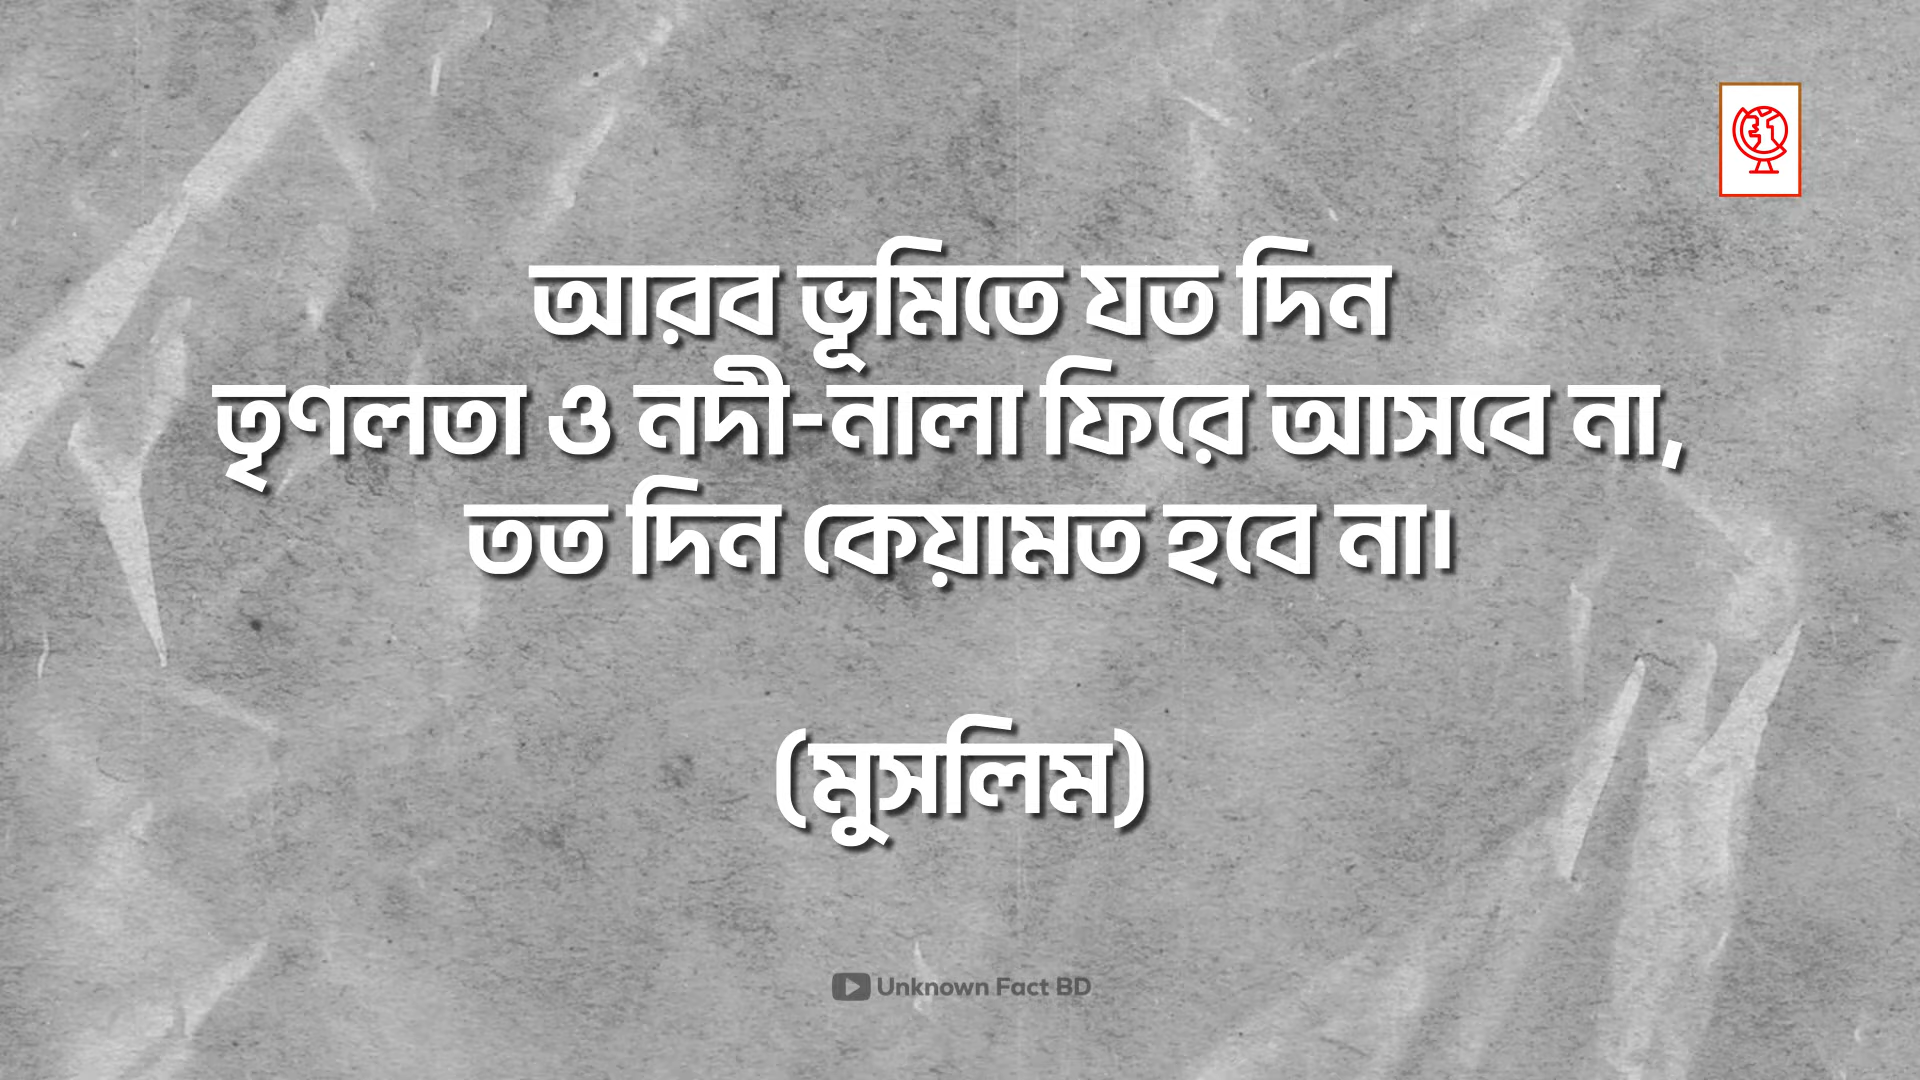 আরব ভূমিতে যত দিন
তৃণলতা ও নদী-নালা ফিরে আসবে না,
তত দিন কেয়ামত হবে না।
(মুসলিম)
Unknown Fact BD